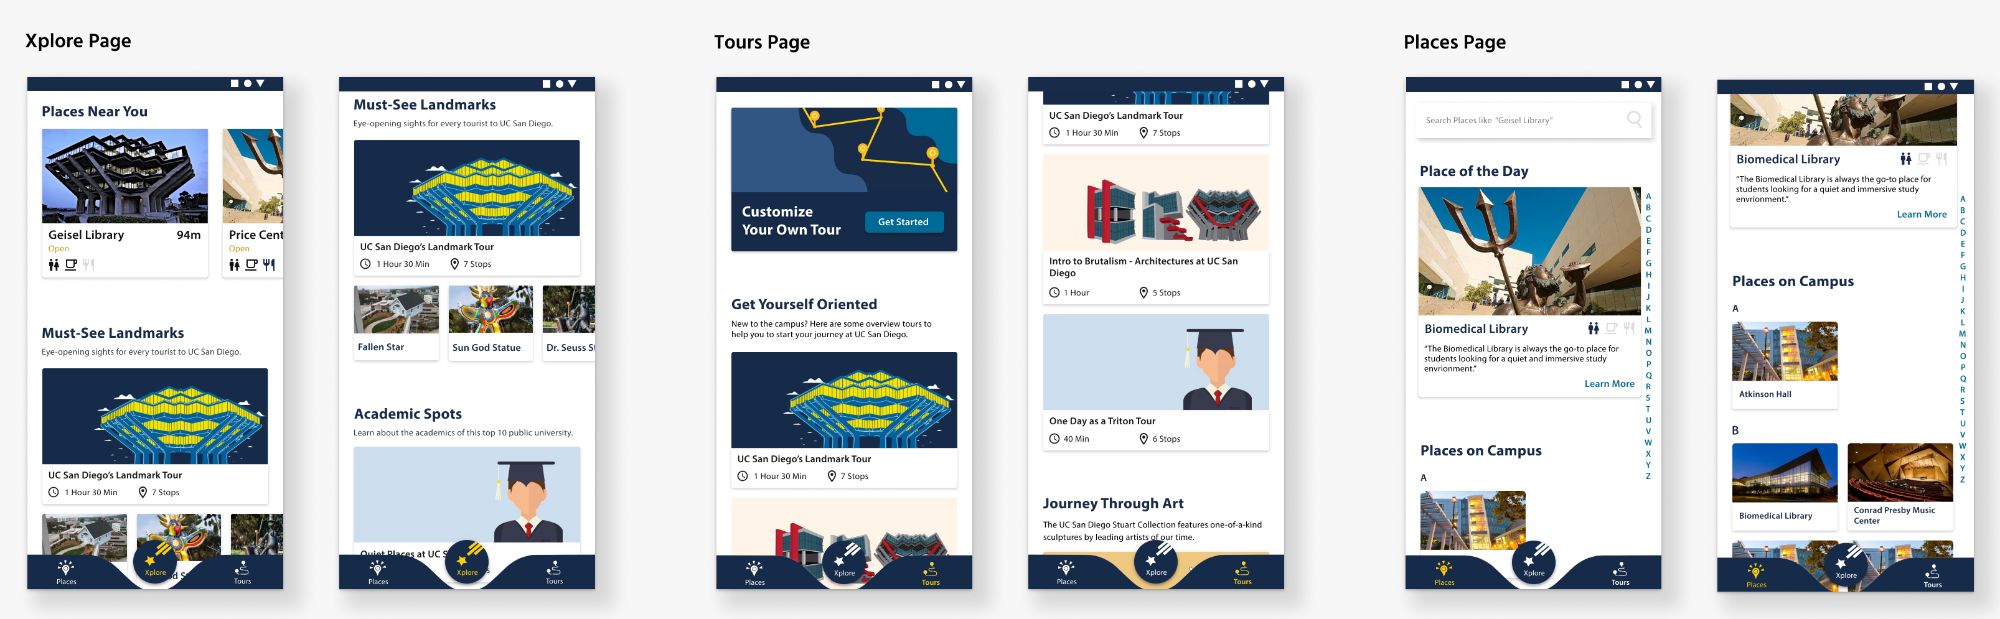 Xplore Page
Places Near You
Geisel Library 94m
Open
Price Cent
Open
Must-See Landmarks
Eye-opening sights for every tourist to UC San Diego.
UC San Diego's Landmark Tour
1 Hour 30 Min 7 Stops
Places
Xplore
Tours
Must-See Landmarks
Eye-opening sights for every tourist to UC San Diego.
UC San Diego's Landmark Tour
1 Hour 30 Min 7 Stops
Fallen Star
Sun God Statue
Dr. Seuss S
Academic Spots
Learn about the academics of this top 10 public university.
Quiet Places at UC S
Places
Xplore
Tours
Tours Page
Customize
Your Own Tour
Get Started
Get Yourself Oriented
New to the campus? Here are some overview tours to
help you to start your journey at UC San Diego.
UC San Diego's Landmark Tour
1 Hour 30 Min 7 Stops
Places
Xplore
Tours
UC San Diego's Landmark Tour
1 Hour 30 Min 7 Stops
Intro to Brutalism - Architectures at UC San
Diego
1 Hour 5 Stops
One Day as a Triton Tour
40 Min 6 Stops
Journey Through Art
The UC San Diego Stuart Collection features one-of-a-kind
sculptures by leading artists of our time.
Places
Xplore
Tours
Places Page
Search Places like "Geisel Library"
Place of the Day
Biomedical Library
"The Biomedical Library is always the go-to place for
students looking for a quiet and immersive study
envrionment."
Learn More
Places on Campus
A
A
B
C
D
E
F
G
H
I
J
K
L
M
N
O
P
Q
R
S
T
U
V
W
X
Y
Z
Places
Xplore
Tours
Biomedical Library
"The Biomedical Library is always the go-to place for
students looking for a quiet and immersive study
envrionment."
Learn More
Places on Campus
A
Atkinson Hall
B
Biomedical Library
Conrad Presby Music
Center
A
B
C
D
E
F
G
H
I
J
K
L
M
N
O
P
Q
R
S
T
U
V
W
X
Y
Z
Places
Xplore
Tours